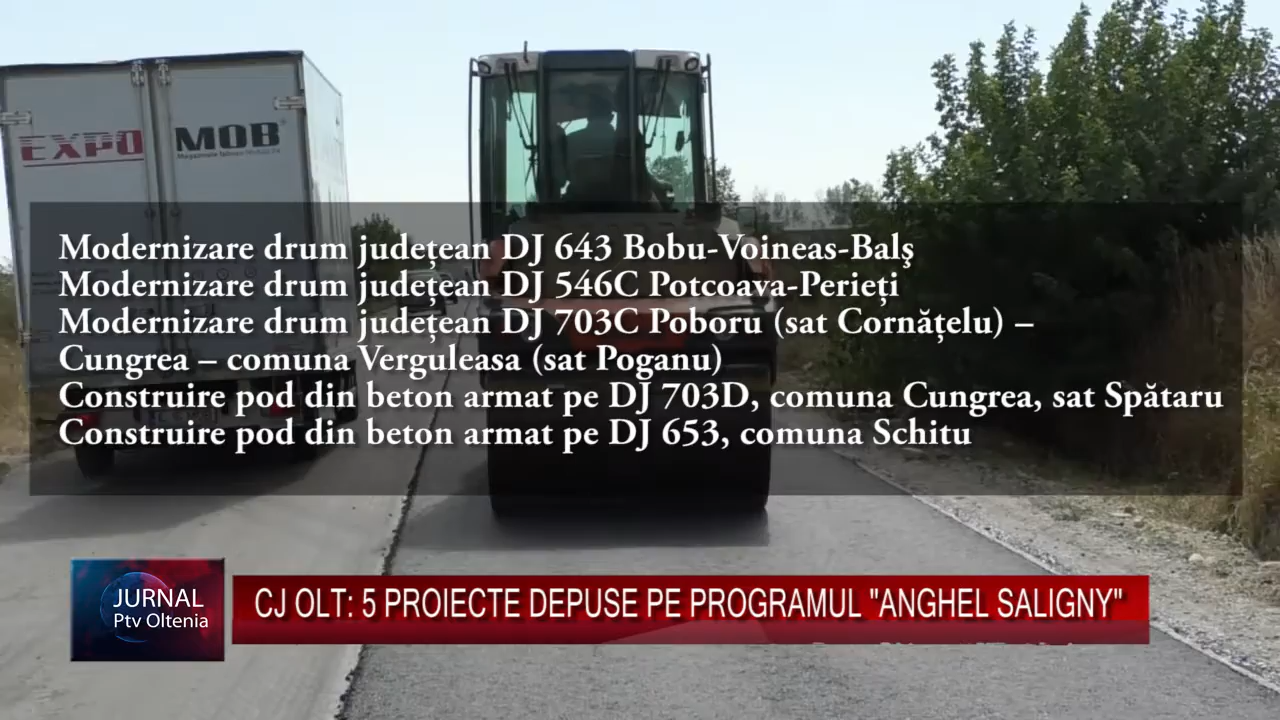 EXPO MOB
Modernizare drum județean DJ 643 Bobu-Voineas-Balş
Modernizare drum județean DJ 546C Potcoava-Perieți
Modernizare drum județean DJ 703C Poboru (sat Cornățelu) –
Cungrea – comuna Verguleasa (sat Poganu)
Construire pod din beton armat pe DJ 703D, comuna Cungrea, sat Spătaru
Construire pod din beton armat pe DJ 653, comuna Schitu
JURNAL
Ptv Oltenia
CJ OLT: 5 PROIECTE DEPUSE PE PROGRAMUL "ANGHEL SALIGNY"